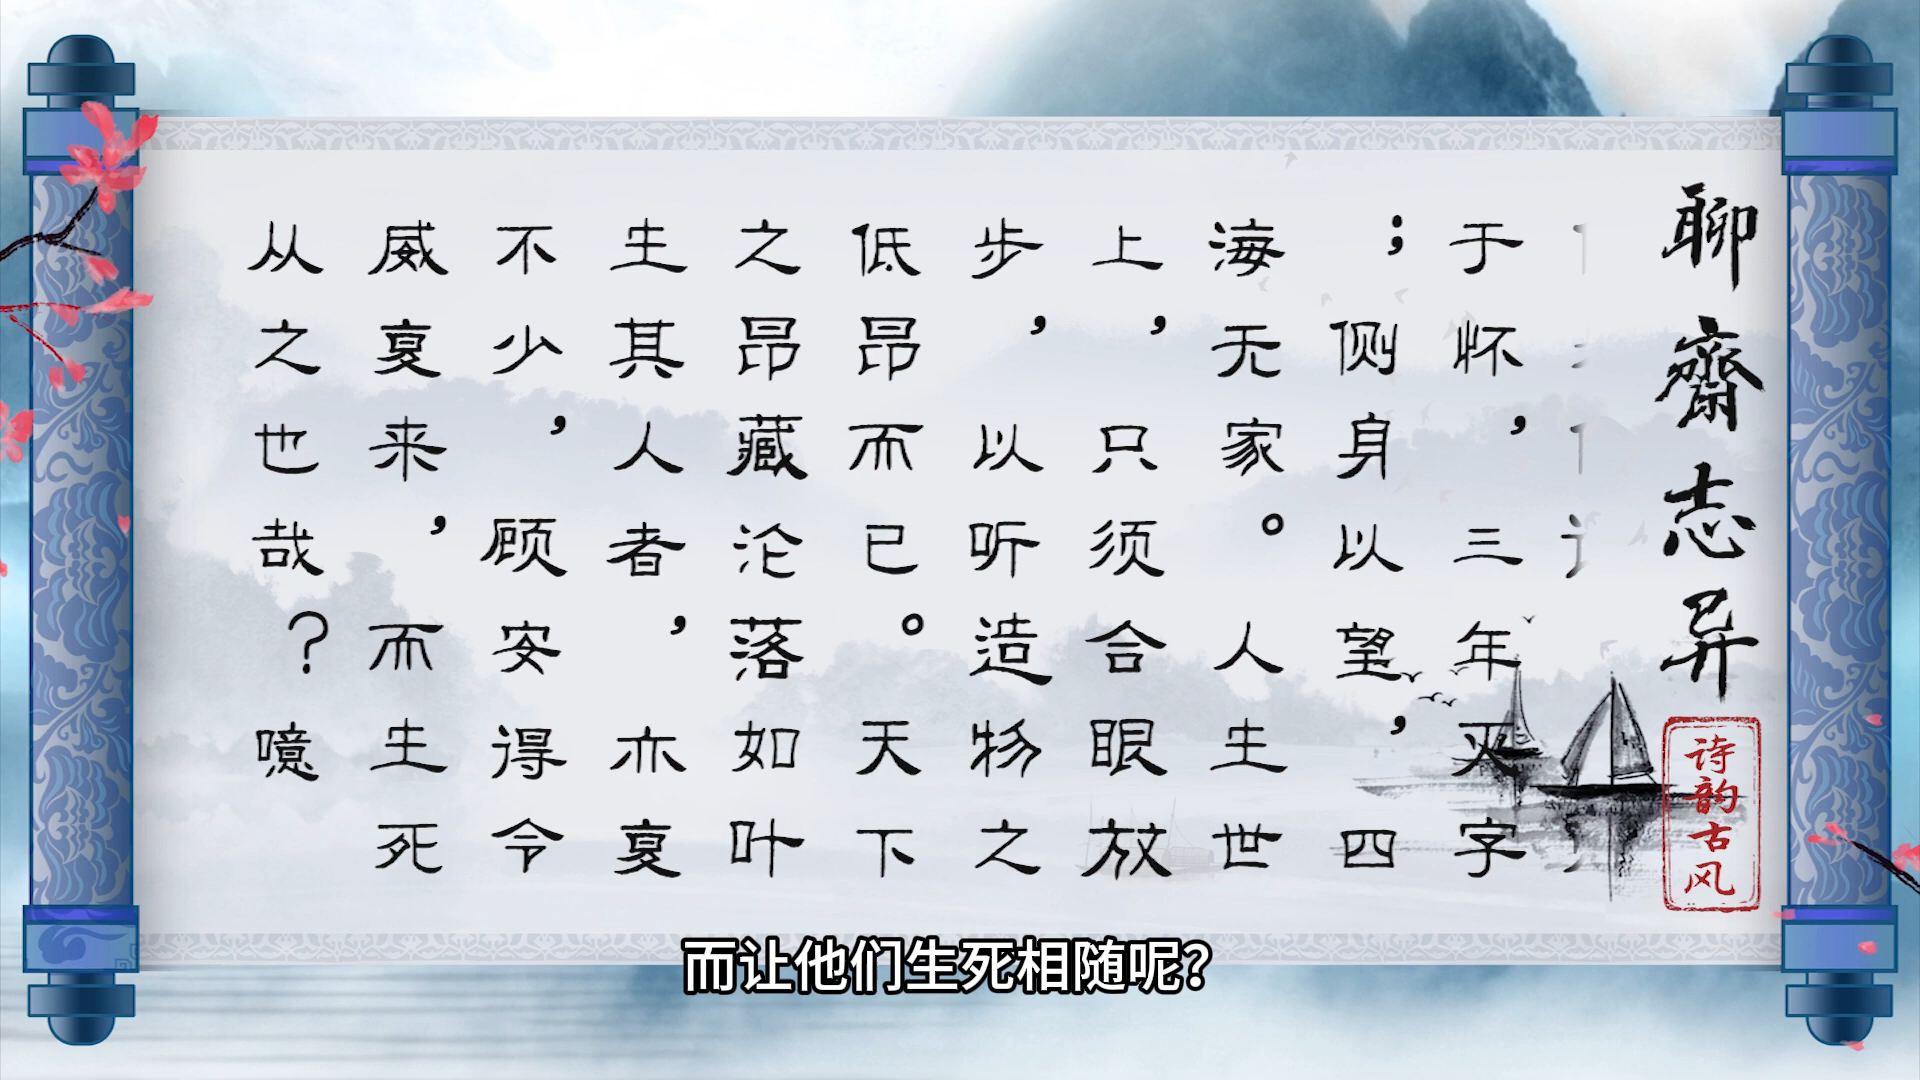 聊齋志异
诗韵古风
于怀，三年灭字
；侧身以望，四
海无家。人生世
上，只须合眼放
步，以听造物之
低昂而已。天下
之昂藏沦落如叶
生其人者，亦复
不少，顾安得令
威复来，而生死
从之也哉？噫
而让他们生死相随呢?